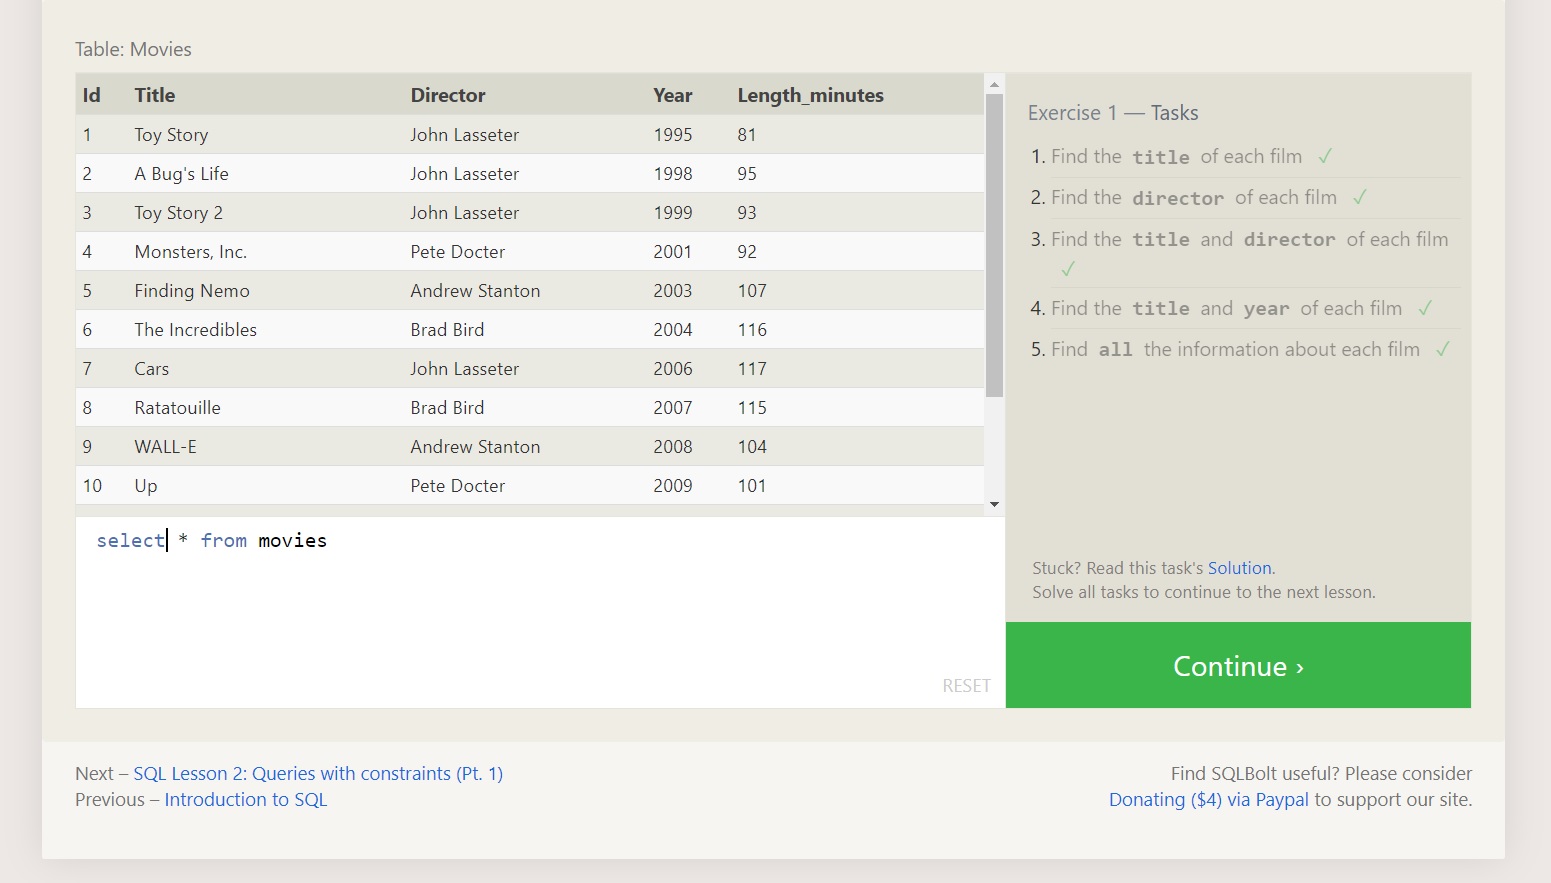 Table: Movies
Id Title Director Year Length_minutes
1 Toy Story John Lasseter 1995 81
2 A Bug's Life John Lasseter 1998 95
3 Toy Story 2 John Lasseter 1999 93
4 Monsters, Inc. Pete Docter 2001 92
5 Finding Nemo Andrew Stanton 2003 107
6 The Incredibles Brad Bird 2004 116
7 Cars John Lasseter 2006 117
8 Ratatouille Brad Bird 2007 115
9 WALL-E Andrew Stanton 2008 104
10 Up Pete Docter 2009 101
select * from movies
RESET
Exercise 1 — Tasks
1. Find the title of each film ✓
2. Find the director of each film ✓
3. Find the title and director of each film
✓
4. Find the title and year of each film ✓
5. Find all the information about each film ✓
Stuck? Read this task's Solution.
Solve all tasks to continue to the next lesson.
Continue ›
Next – SQL Lesson 2: Queries with constraints (Pt. 1)
Previous – Introduction to SQL
Find SQLBolt useful? Please consider
Donating ($4) via Paypal to support our site.